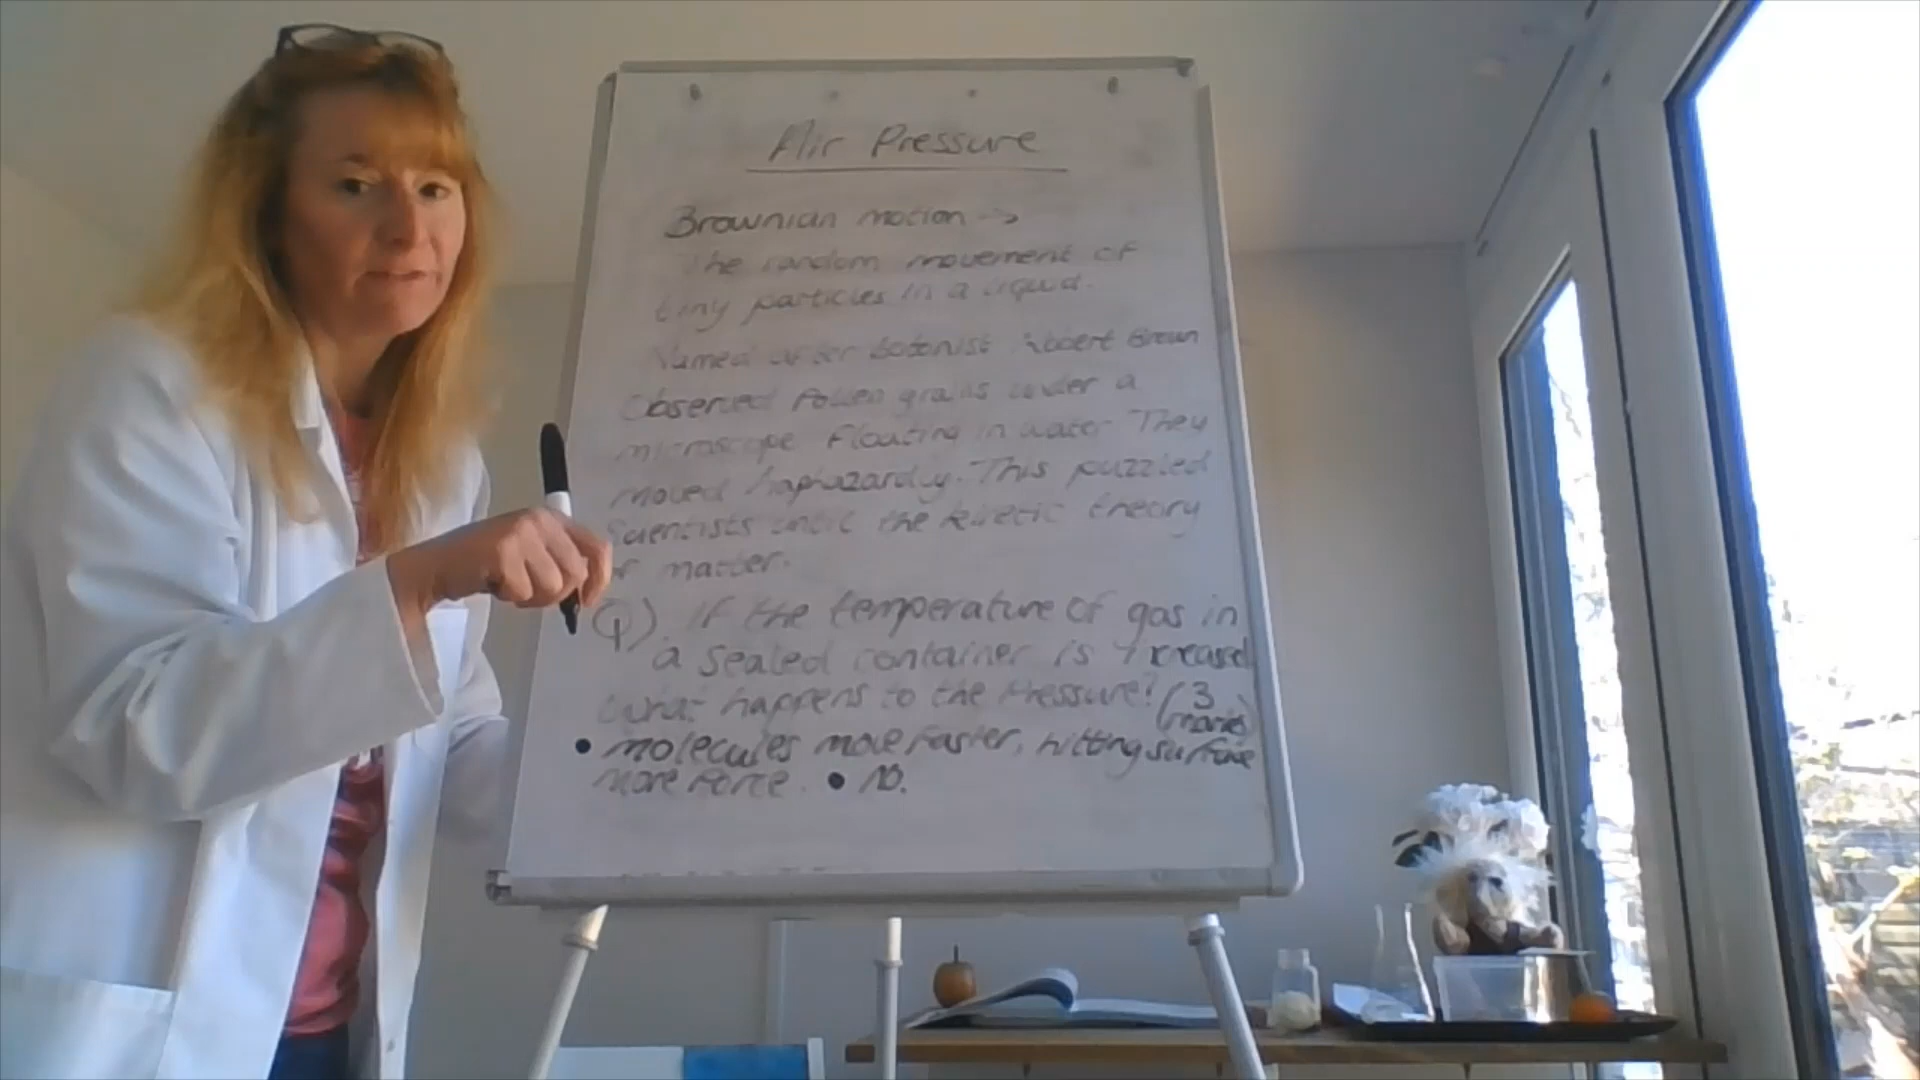 Air Pressure
Brownian motion ->
The random movement of
tiny particles in a liquid.
Named after botonist Robert Brown
Observed Pollen grains under a
microscope Floating in water They
moved haphazardly. This puzzled
Scientists until the kinetic theory
of matter.
Q) If the temperature of gas in
a sealed container is increased
what happens to the Pressure? (3 marks)
• molecules move faster, hitting surface
more Force. • No.